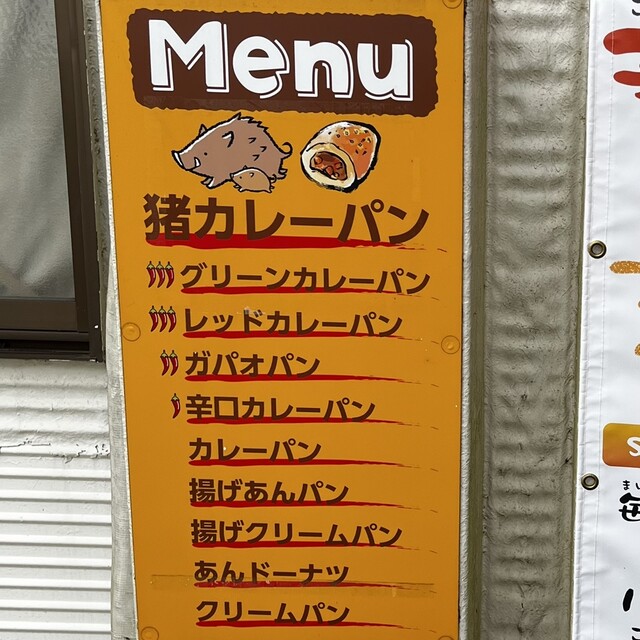 Menu
猪カレーパン
グリーンカレーパン
レッドカレーパン
ガパオパン
辛口カレーパン
カレーパン
揚げあんパン
揚げクリームパン
あんドーナツ
クリームパン